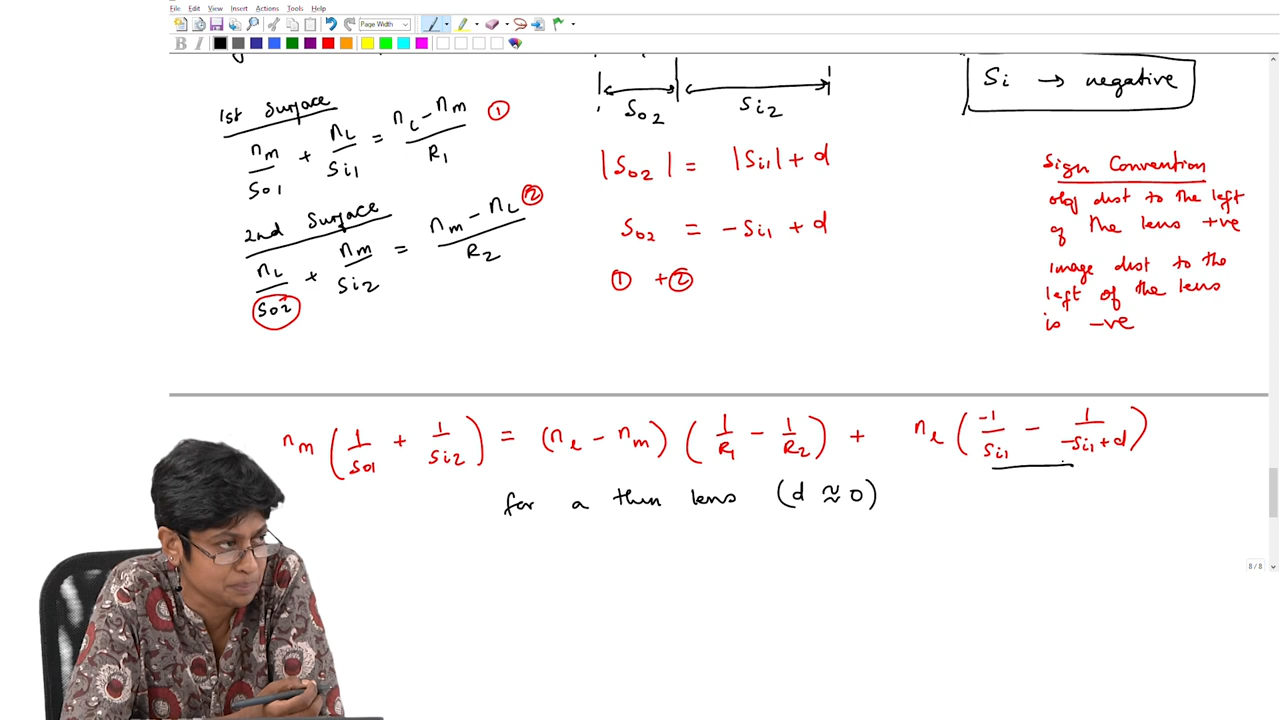 File Edit View Insert Actions Tools Help
Page Width
B I
1st Surface
n_m/S_o1 + n_L/S_i1 = (n_L - n_m)/R_1 ①
2nd Surface
n_L/S_o2 + n_m/S_i2 = (n_m - n_L)/R_2 ②
S_o2 S_i2
|S_o2| = |S_i1| + d
S_o2 = -S_i1 + d
① + ②
Si → negative
Sign Convention
obj dist to the left
of the lens +ve
Image dist to the
left of the lens
is -ve
n_m (1/S_o1 + 1/S_i2) = (n_l - n_m) (1/R_1 - 1/R_2) + n_l (-1/S_i1 - 1/(-S_i1+d))
for a thin lens (d ≈ 0)
8 / 8